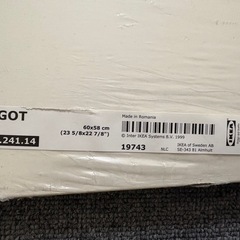 GOT
60x58 cm
(23 5/8x22 7/8")
.241.14
Made in Romania
© Inter IKEA Systems B.V. 1999
19743
NLC
IKEA of Sweden AB
SE-343 81 Älmhult
IKEA